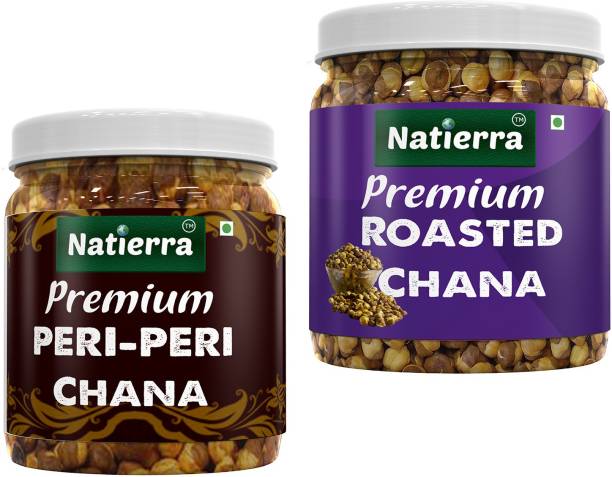 Natierra TM
Premium
PERI-PERI
CHANA
Natierra TM
Premium
ROASTED
CHANA